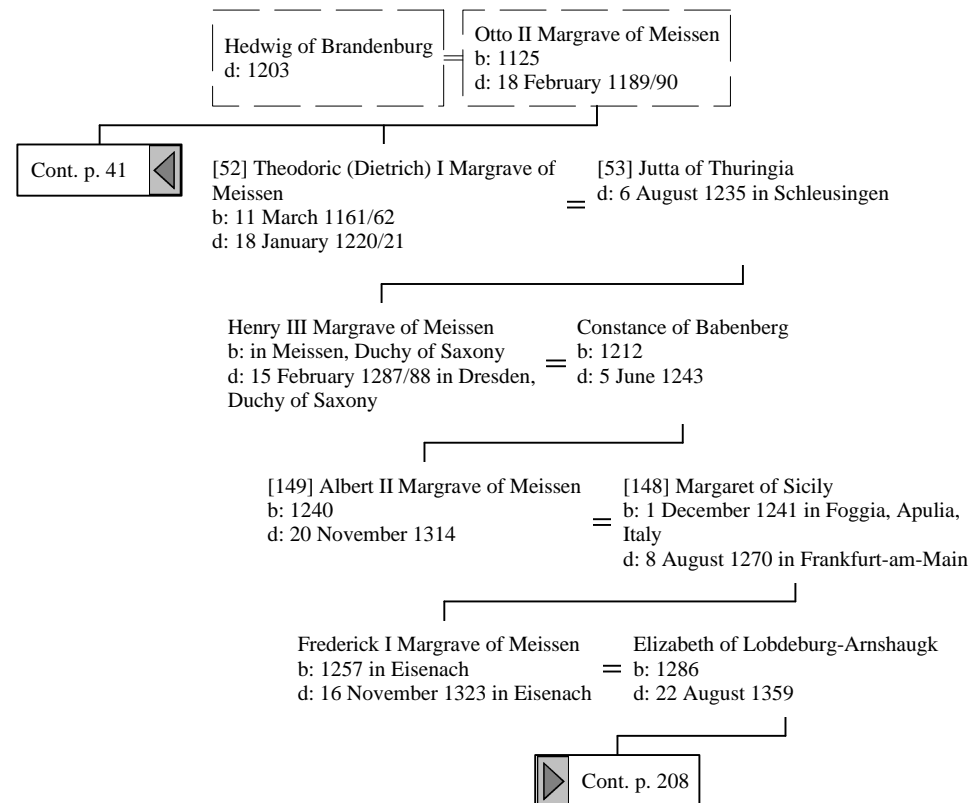 Hedwig of Brandenburg
d: 1203
Otto II Margrave of Meissen
b: 1125
d: 18 February 1189/90
Cont. p. 41
[52] Theodoric (Dietrich) I Margrave of
Meissen
b: 11 March 1161/62
d: 18 January 1220/21
=
[53] Jutta of Thuringia
d: 6 August 1235 in Schleusingen
Henry III Margrave of Meissen
b: in Meissen, Duchy of Saxony
d: 15 February 1287/88 in Dresden,
Duchy of Saxony
=
Constance of Babenberg
b: 1212
d: 5 June 1243
[149] Albert II Margrave of Meissen
b: 1240
d: 20 November 1314
=
[148] Margaret of Sicily
b: 1 December 1241 in Foggia, Apulia,
Italy
d: 8 August 1270 in Frankfurt-am-Main
Frederick I Margrave of Meissen
b: 1257 in Eisenach
d: 16 November 1323 in Eisenach
=
Elizabeth of Lobdeburg-Arnshaugk
b: 1286
d: 22 August 1359
Cont. p. 208